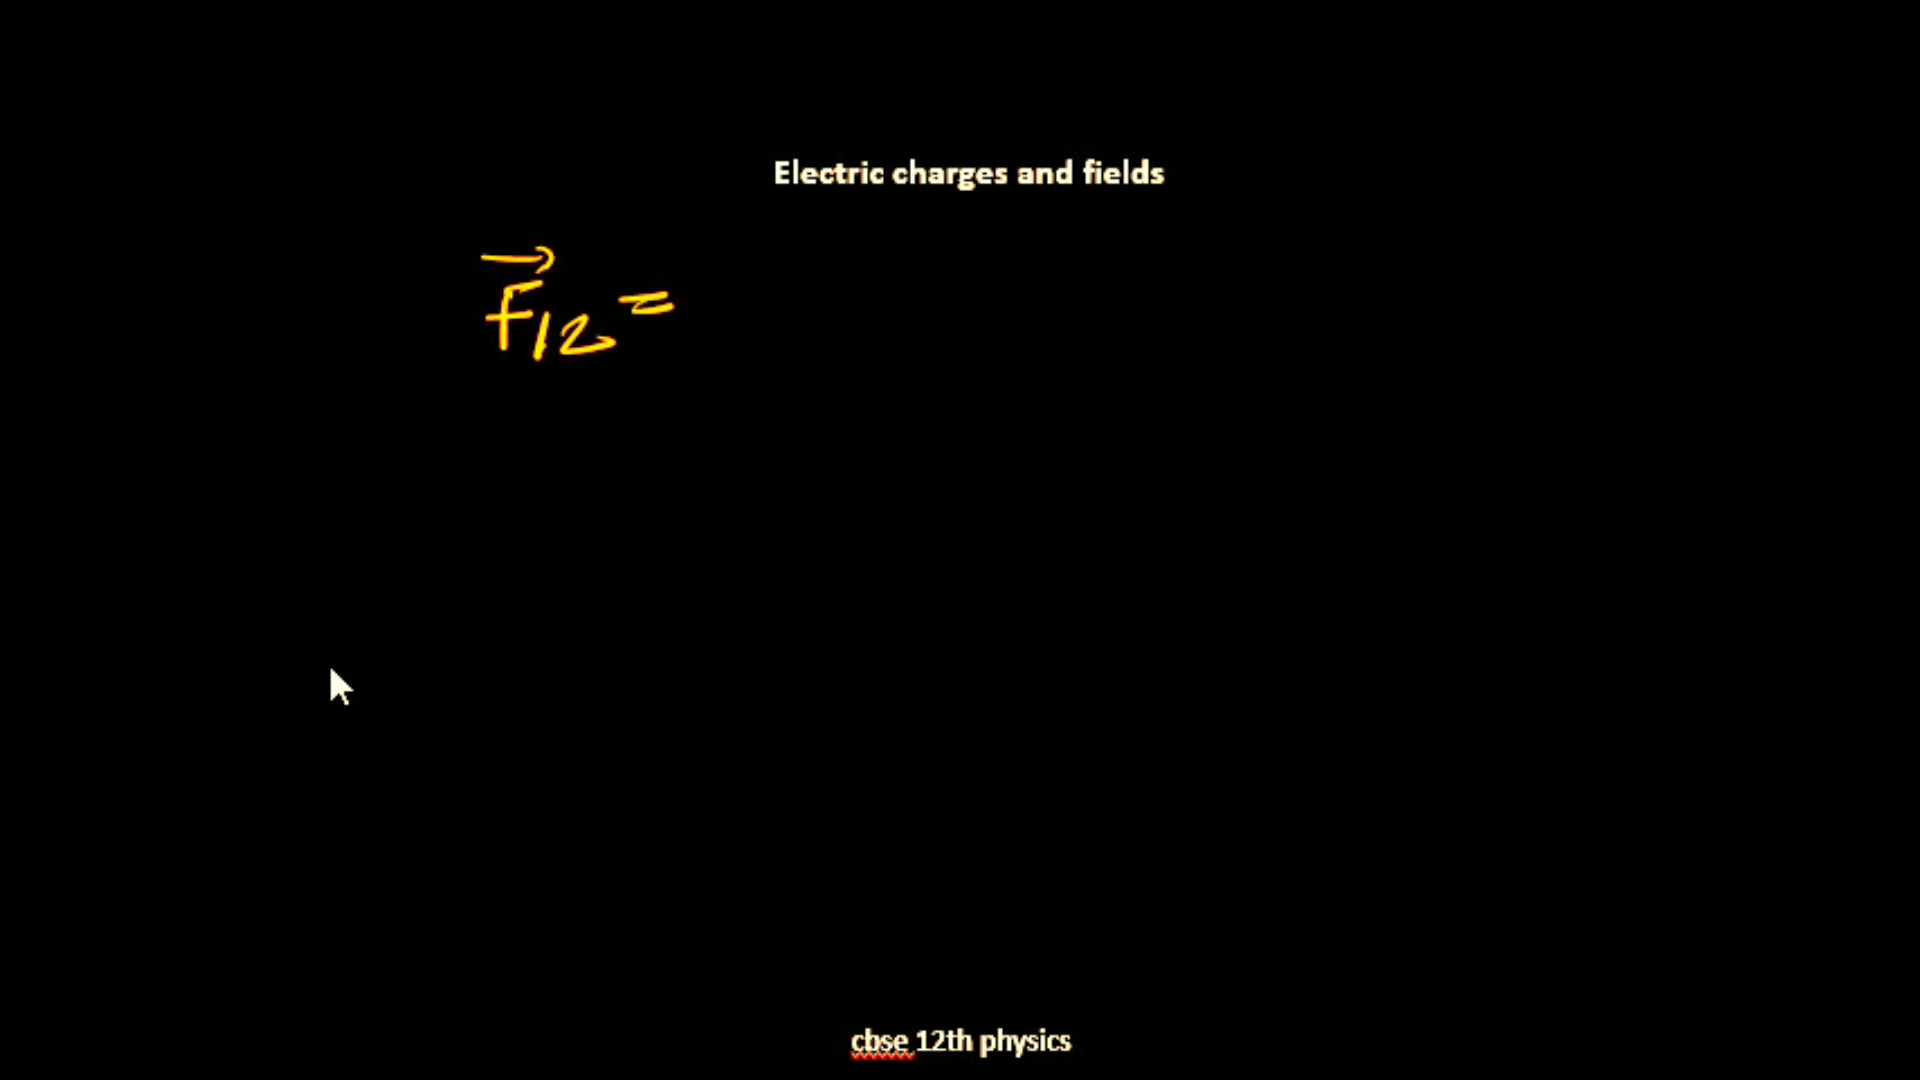 Electric charges and fields
F⃗12 =
cbse 12th physics